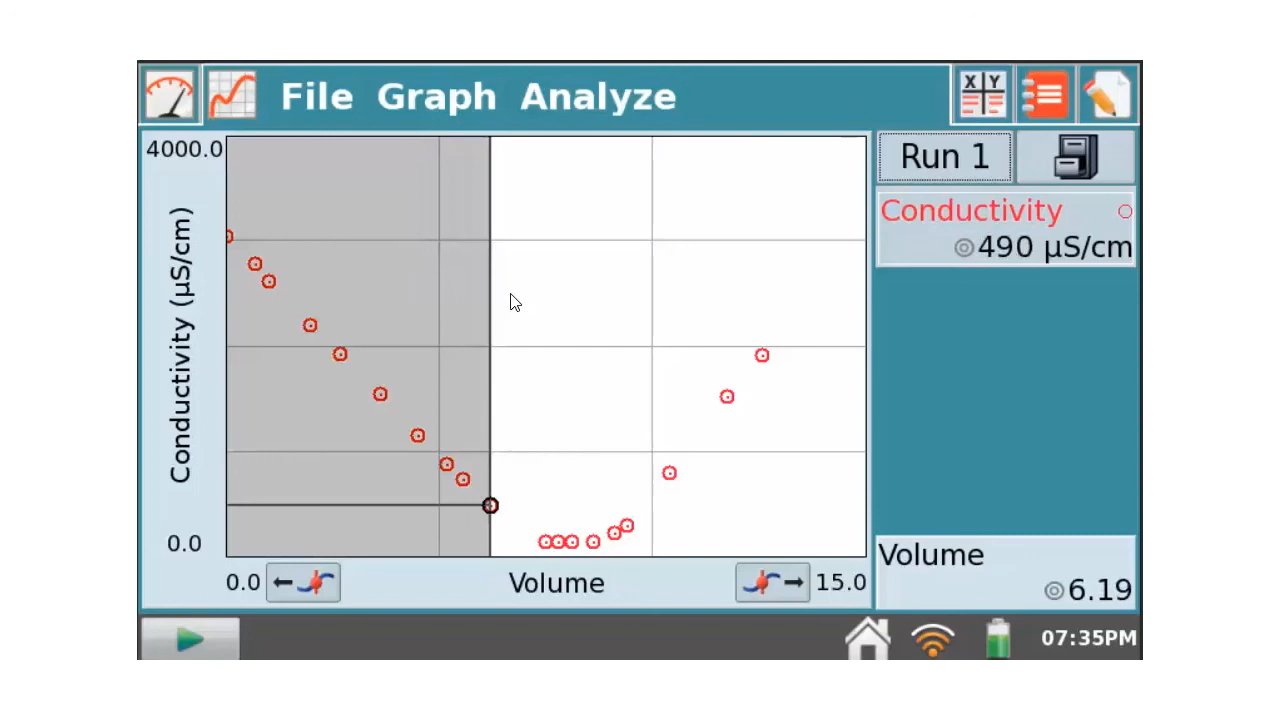 File Graph Analyze
X Y
4000.0
Run 1
Conductivity
490 µS/cm
Conductivity (µS/cm)
0.0
Volume
6.19
0.0
Volume
15.0
07:35PM